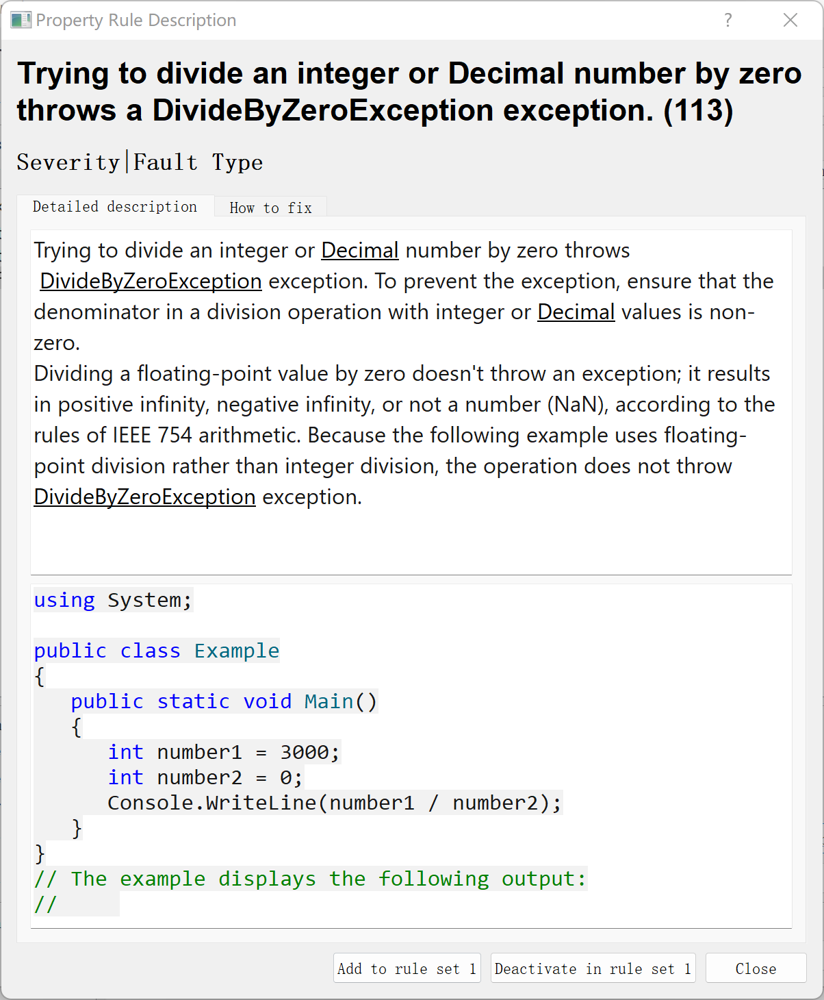 Property Rule Description
?
Trying to divide an integer or Decimal number by zero
throws a DivideByZeroException exception. (113)
Severity|Fault Type
Detailed description
How to fix
Trying to divide an integer or Decimal number by zero throws
DivideByZeroException exception. To prevent the exception, ensure that the
denominator in a division operation with integer or Decimal values is non-
zero.
Dividing a floating-point value by zero doesn't throw an exception; it results
in positive infinity, negative infinity, or not a number (NaN), according to the
rules of IEEE 754 arithmetic. Because the following example uses floating-
point division rather than integer division, the operation does not throw
DivideByZeroException exception.
using System;
public class Example
{
   public static void Main()
   {
      int number1 = 3000;
      int number2 = 0;
      Console.WriteLine(number1 / number2);
   }
}
// The example displays the following output:
//
Add to rule set 1
Deactivate in rule set 1
Close